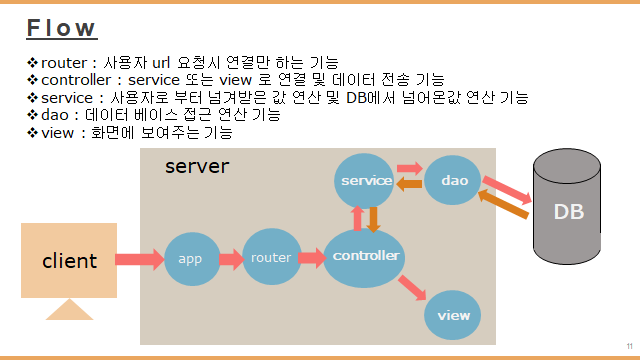 Flow
❖router : 사용자 url 요청시 연결만 하는 기능
❖controller : service 또는 view 로 연결 및 데이터 전송 기능
❖service : 사용자로 부터 넘겨받은 값 연산 및 DB에서 넘어온값 연산 기능
❖dao : 데이터 베이스 접근 연산 기능
❖view : 화면에 보여주는 기능
server
service
dao
DB
client
app
router
controller
view
11